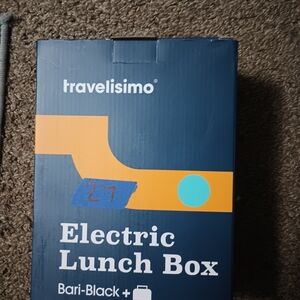 travelisimo®
Electric
Lunch Box
Bari-Black +